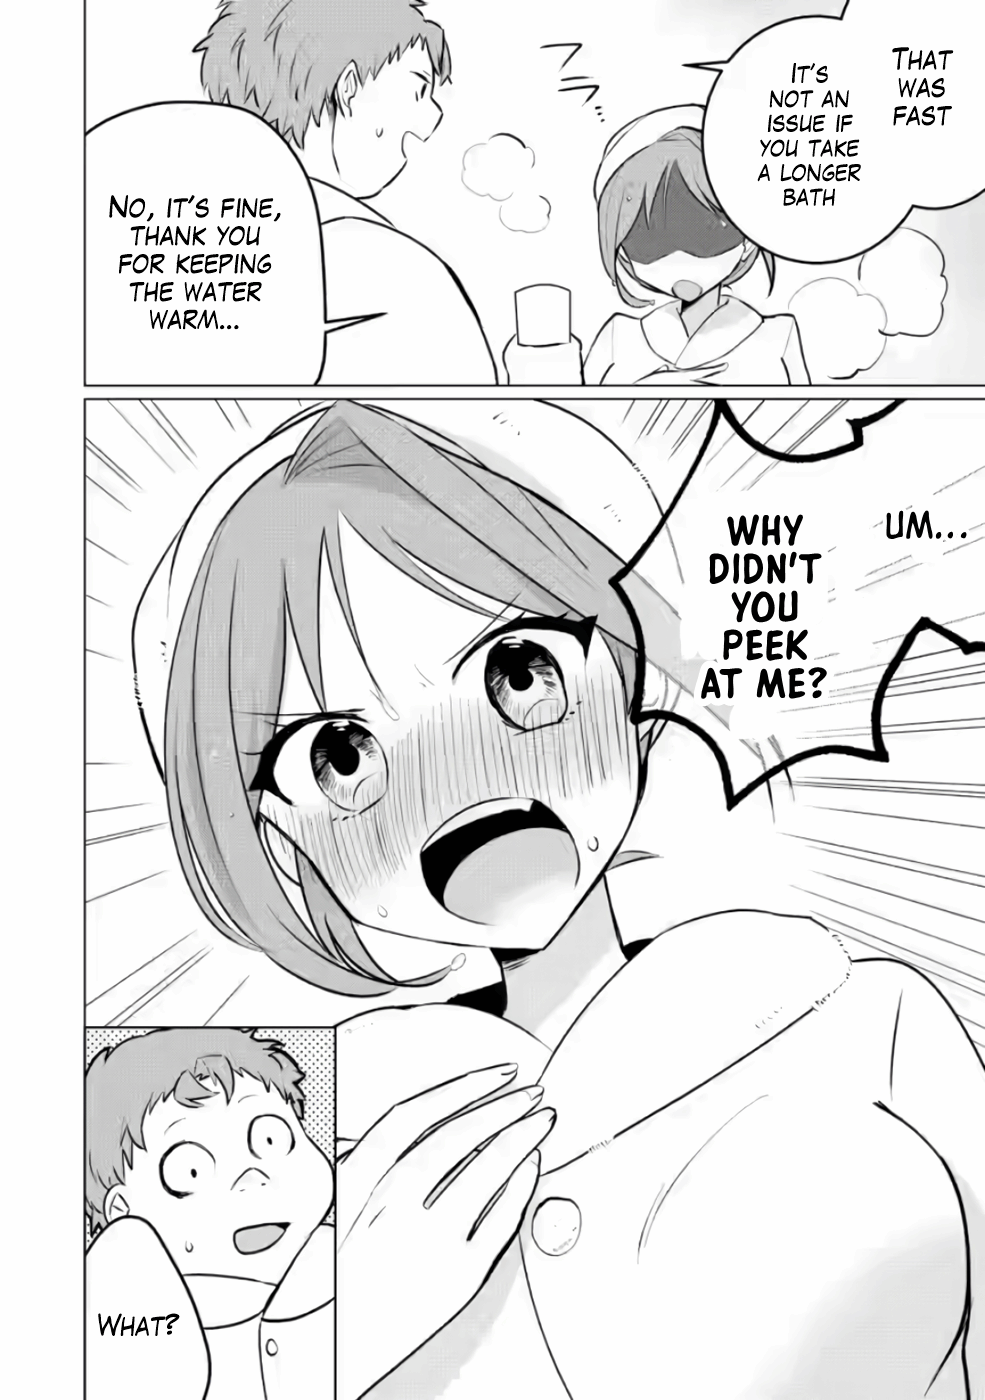 THAT
WAS
FAST
IT'S
NOT AN
ISSUE IF
YOU TAKE
A LONGER
BATH
NO, IT'S FINE,
THANK YOU
FOR KEEPING
THE WATER
WARM...
UM...
WHY
DIDN'T
YOU
PEEK
AT ME?
WHAT?